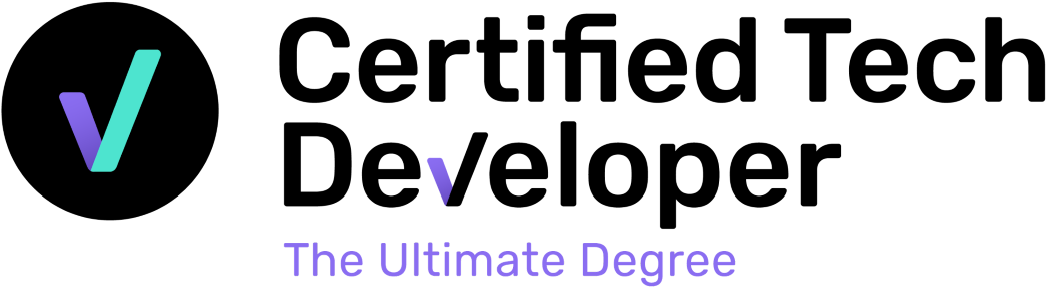 Certified Tech
Developer
The Ultimate Degree